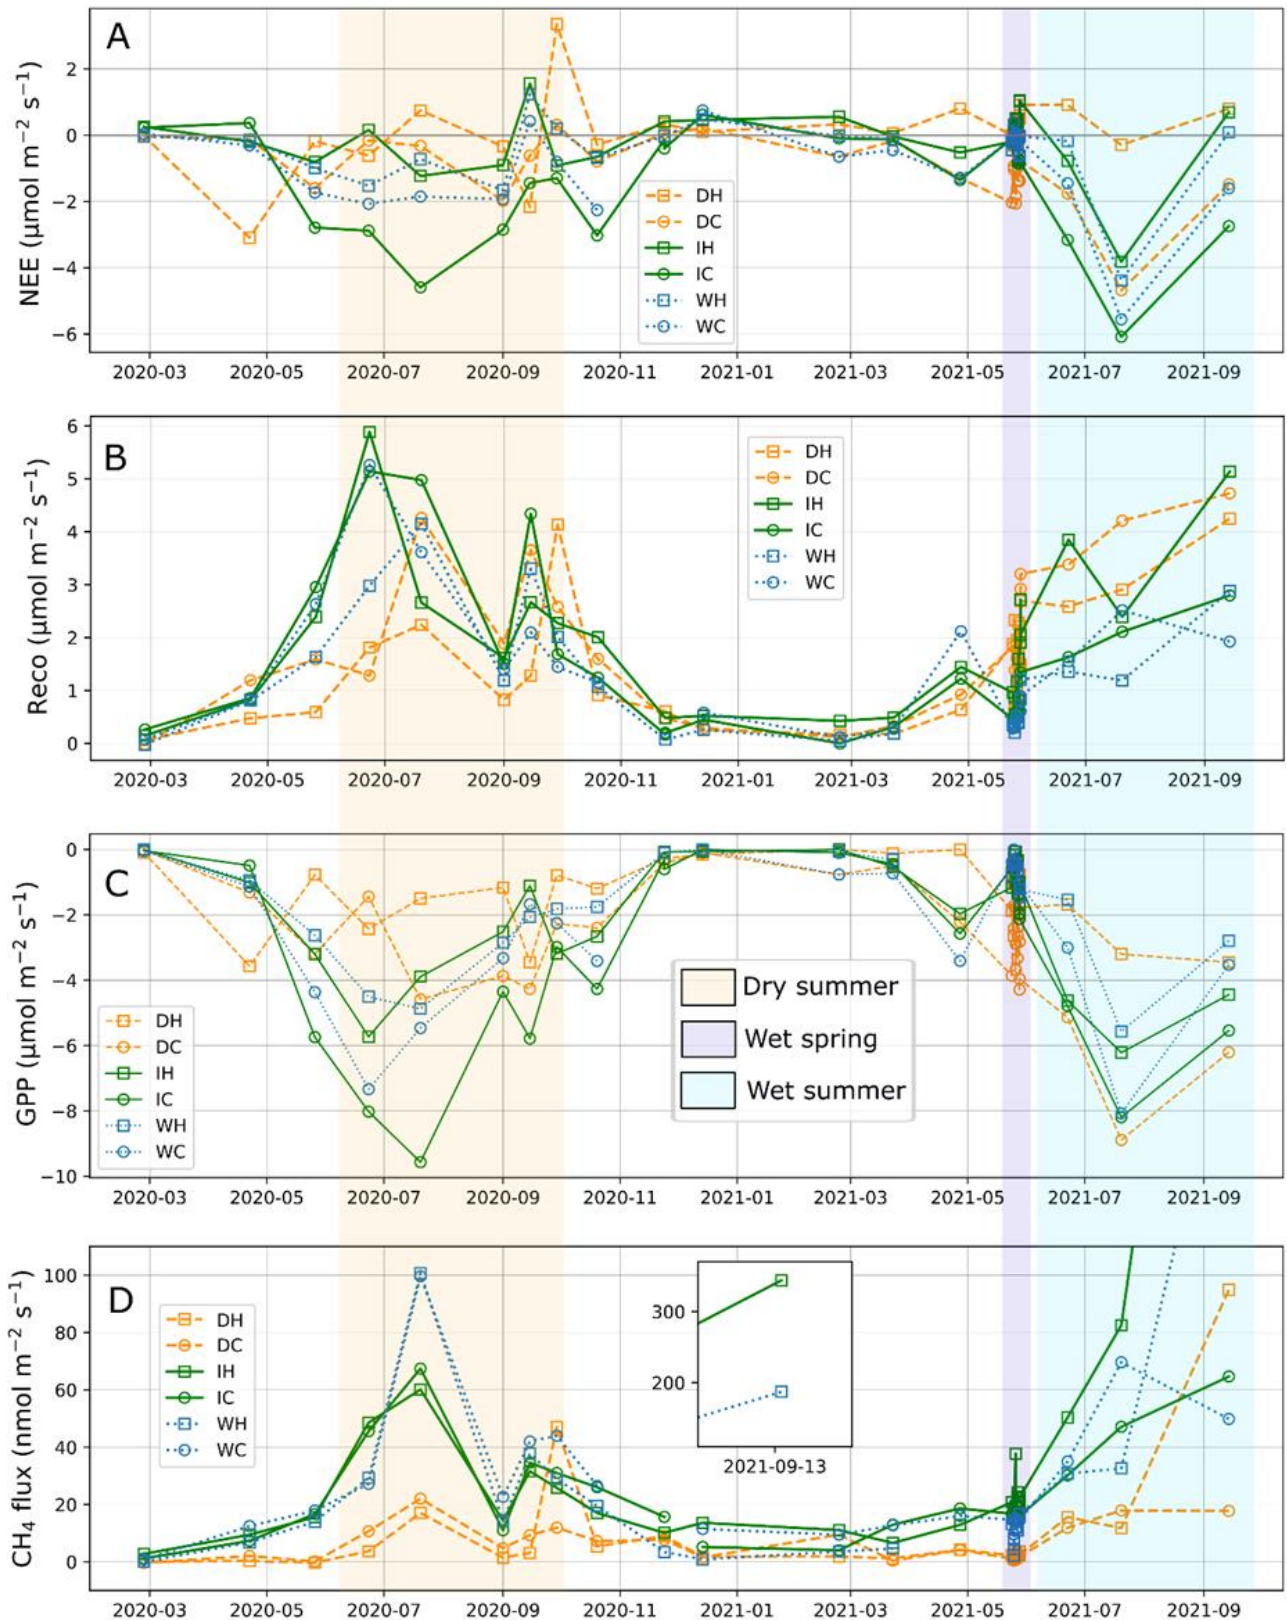 A
NEE (µmol m⁻² s⁻¹)
2
0
−2
−4
−6
DH
DC
IH
IC
WH
WC
2020-03 2020-05 2020-07 2020-09 2020-11 2021-01 2021-03 2021-05 2021-07 2021-09
B
Reco (µmol m⁻² s⁻¹)
6
5
4
3
2
1
0
DH
DC
IH
IC
WH
WC
2020-03 2020-05 2020-07 2020-09 2020-11 2021-01 2021-03 2021-05 2021-07 2021-09
C
GPP (µmol m⁻² s⁻¹)
0
−2
−4
−6
−8
−10
DH
DC
IH
IC
WH
WC
Dry summer
Wet spring
Wet summer
2020-03 2020-05 2020-07 2020-09 2020-11 2021-01 2021-03 2021-05 2021-07 2021-09
D
CH₄ flux (nmol m⁻² s⁻¹)
100
80
60
40
20
0
DH
DC
IH
IC
WH
WC
300
200
2021-09-13
2020-03 2020-05 2020-07 2020-09 2020-11 2021-01 2021-03 2021-05 2021-07 2021-09